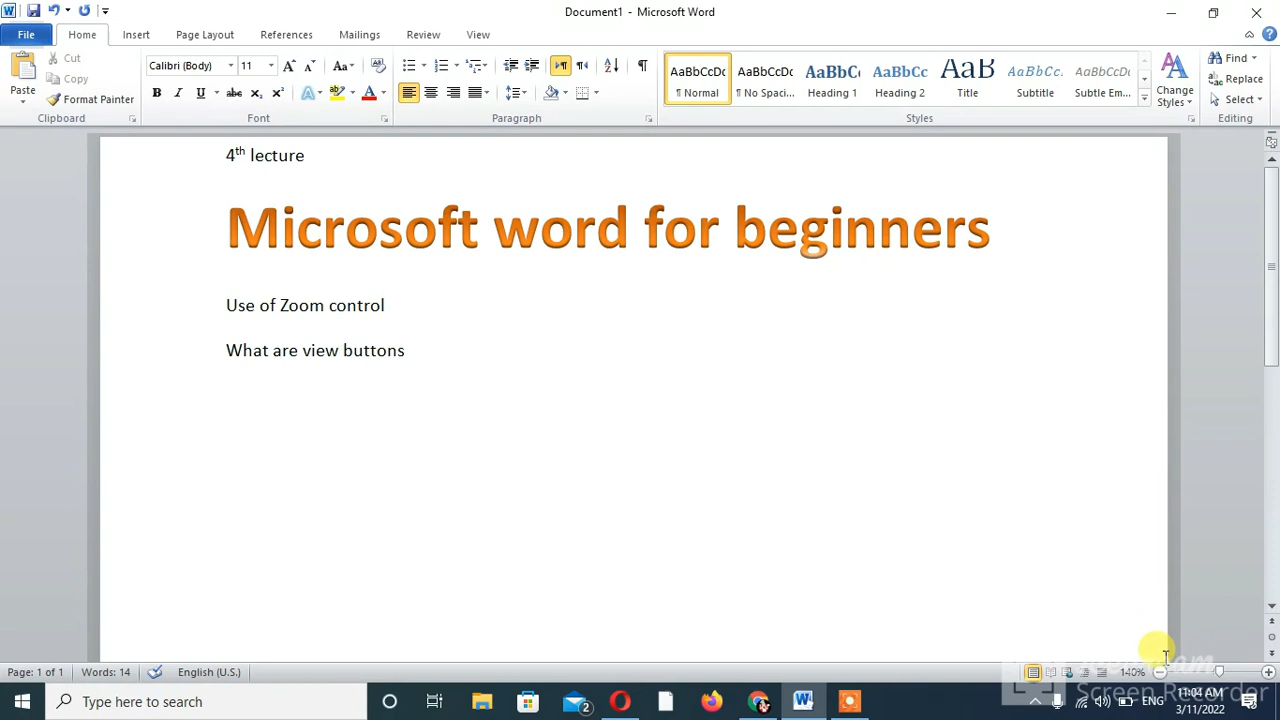 Document1 - Microsoft Word
File Home Insert Page Layout References Mailings Review View
Cut
Copy
Format Painter
Paste
Clipboard
Calibri (Body) 11
Font
Paragraph
AaBbCcDc AaBbCcDc AaBbCc AaBbCc AaB AaBbCc. AaBbCcDc
¶ Normal ¶ No Spaci... Heading 1 Heading 2 Title Subtitle Subtle Em...
Change Styles
Styles
Find
Replace
Select
Editing
4th lecture
Microsoft word for beginners
Use of Zoom control
What are view buttons
Page: 1 of 1 Words: 14 English (U.S.) 140%
Screen Recorder
Type here to search
2
ENG
11:04 AM
3/11/2022